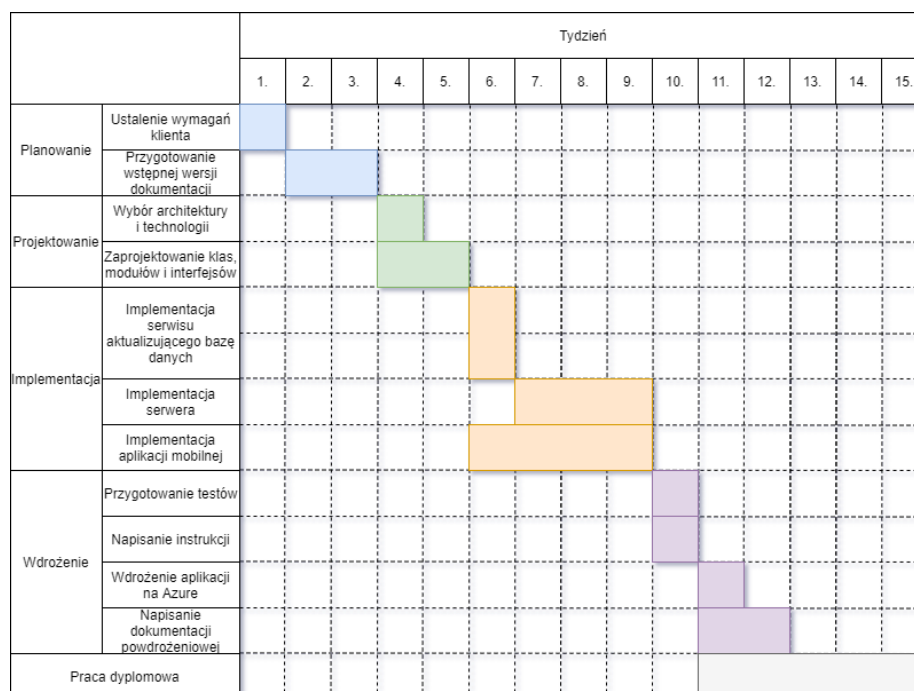 Tydzień
1. 2. 3. 4. 5. 6. 7. 8. 9. 10. 11. 12. 13. 14. 15.
Planowanie
Ustalenie wymagań
klienta
Przygotowanie
wstępnej wersji
dokumentacji
Projektowanie
Wybór architektury
i technologii
Zaprojektowanie klas,
modułów i interfejsów
Implementacja
Implementacja
serwisu
aktualizującego bazę
danych
Implementacja
serwera
Implementacja
aplikacji mobilnej
Wdrożenie
Przygotowanie testów
Napisanie instrukcji
Wdrożenie aplikacji
na Azure
Napisanie
dokumentacji
powdrożeniowej
Praca dyplomowa